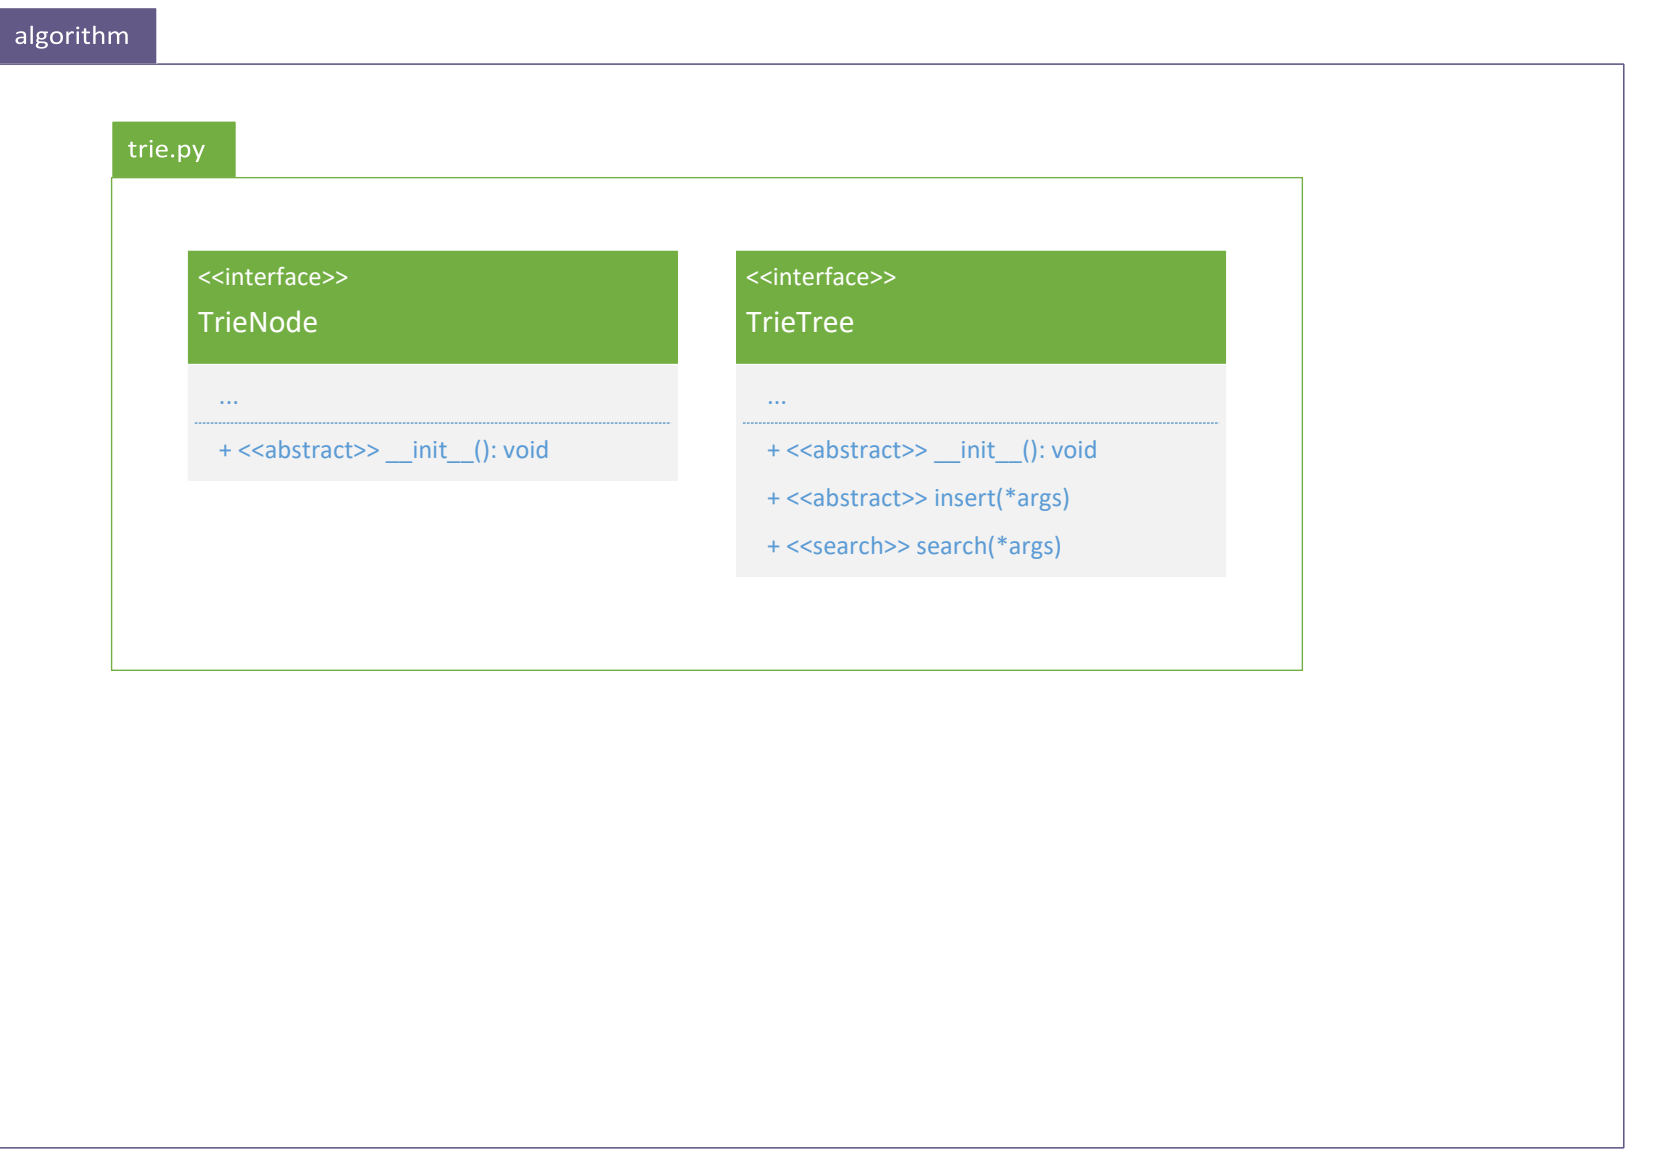 algorithm
trie.py
<<interface>>
TrieNode
...
+ <<abstract>> __init__(): void
<<interface>>
TrieTree
...
+ <<abstract>> __init__(): void
+ <<abstract>> insert(*args)
+ <<search>> search(*args)